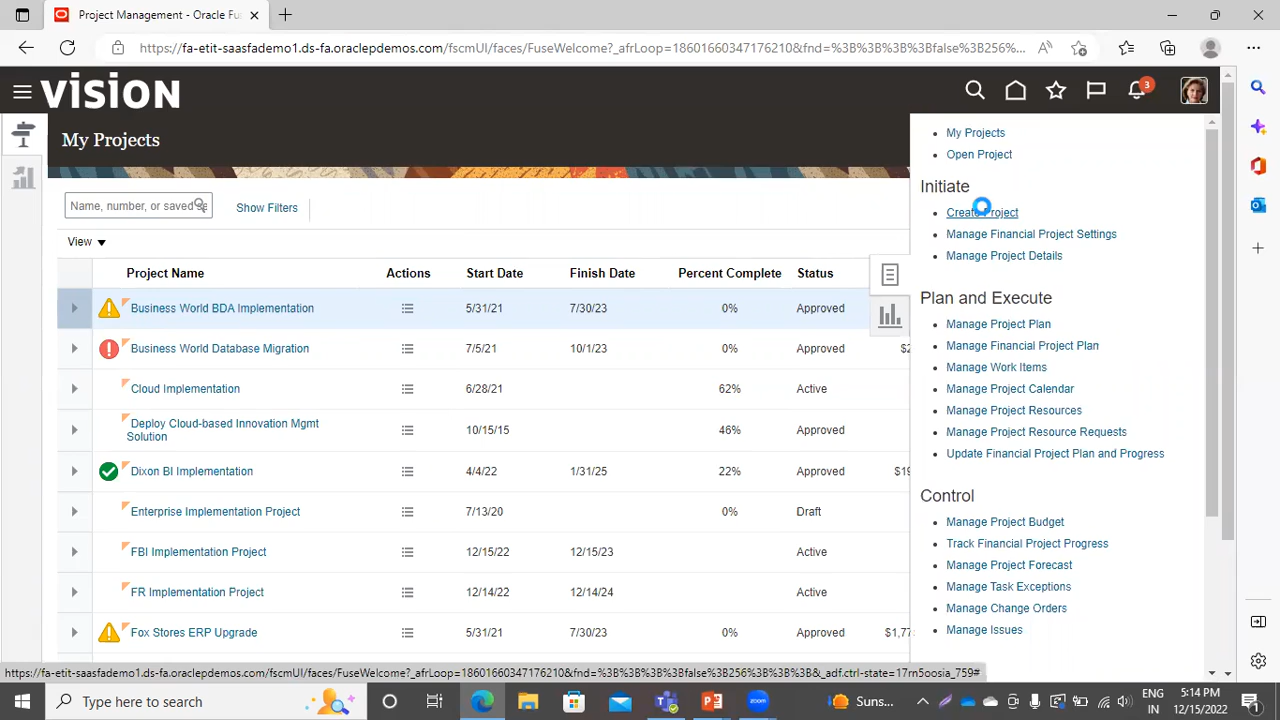 Project Management - Oracle Fu
https://fa-etit-saasfademo1.ds-fa.oraclepdemos.com/fscmUI/faces/FuseWelcome?_afrLoop=18601660347176210&fnd=%3B%3B%3B%3Bfalse%3B256%...
vision
3
My Projects
My Projects
Open Project
Initiate
Create Project
Manage Financial Project Settings
Manage Project Details
Plan and Execute
Manage Project Plan
Manage Financial Project Plan
Manage Work Items
Manage Project Calendar
Manage Project Resources
Manage Project Resource Requests
Update Financial Project Plan and Progress
Control
Manage Project Budget
Track Financial Project Progress
Manage Project Forecast
Manage Task Exceptions
Manage Change Orders
Manage Issues
Name, number, or saved se
Show Filters
View
Project Name Actions Start Date Finish Date Percent Complete Status
Business World BDA Implementation 5/31/21 7/30/23 0% Approved
Business World Database Migration 7/5/21 10/1/23 0% Approved $2
Cloud Implementation 6/28/21 62% Active
Deploy Cloud-based Innovation Mgmt
Solution 10/15/15 46% Approved
Dixon BI Implementation 4/4/22 1/31/25 22% Approved $19
Enterprise Implementation Project 7/13/20 0% Draft
FBI Implementation Project 12/15/22 12/15/23 Active
FR Implementation Project 12/14/22 12/14/24 Active
Fox Stores ERP Upgrade 5/31/21 7/30/23 0% Approved $1,77
https://fa-etit-saasfademo1.ds-fa.oraclepdemos.com/fscmUI/faces/FuseWelcome?_afrLoop=18601660347176210&fnd=%3B%3B%3B%3Bfalse%3B256%3B%3B%3B&_adf.ctrl-state=17rn5oosia_759#
Type here to search
zoom
Suns...
ENG
IN
5:14 PM
12/15/2022
1